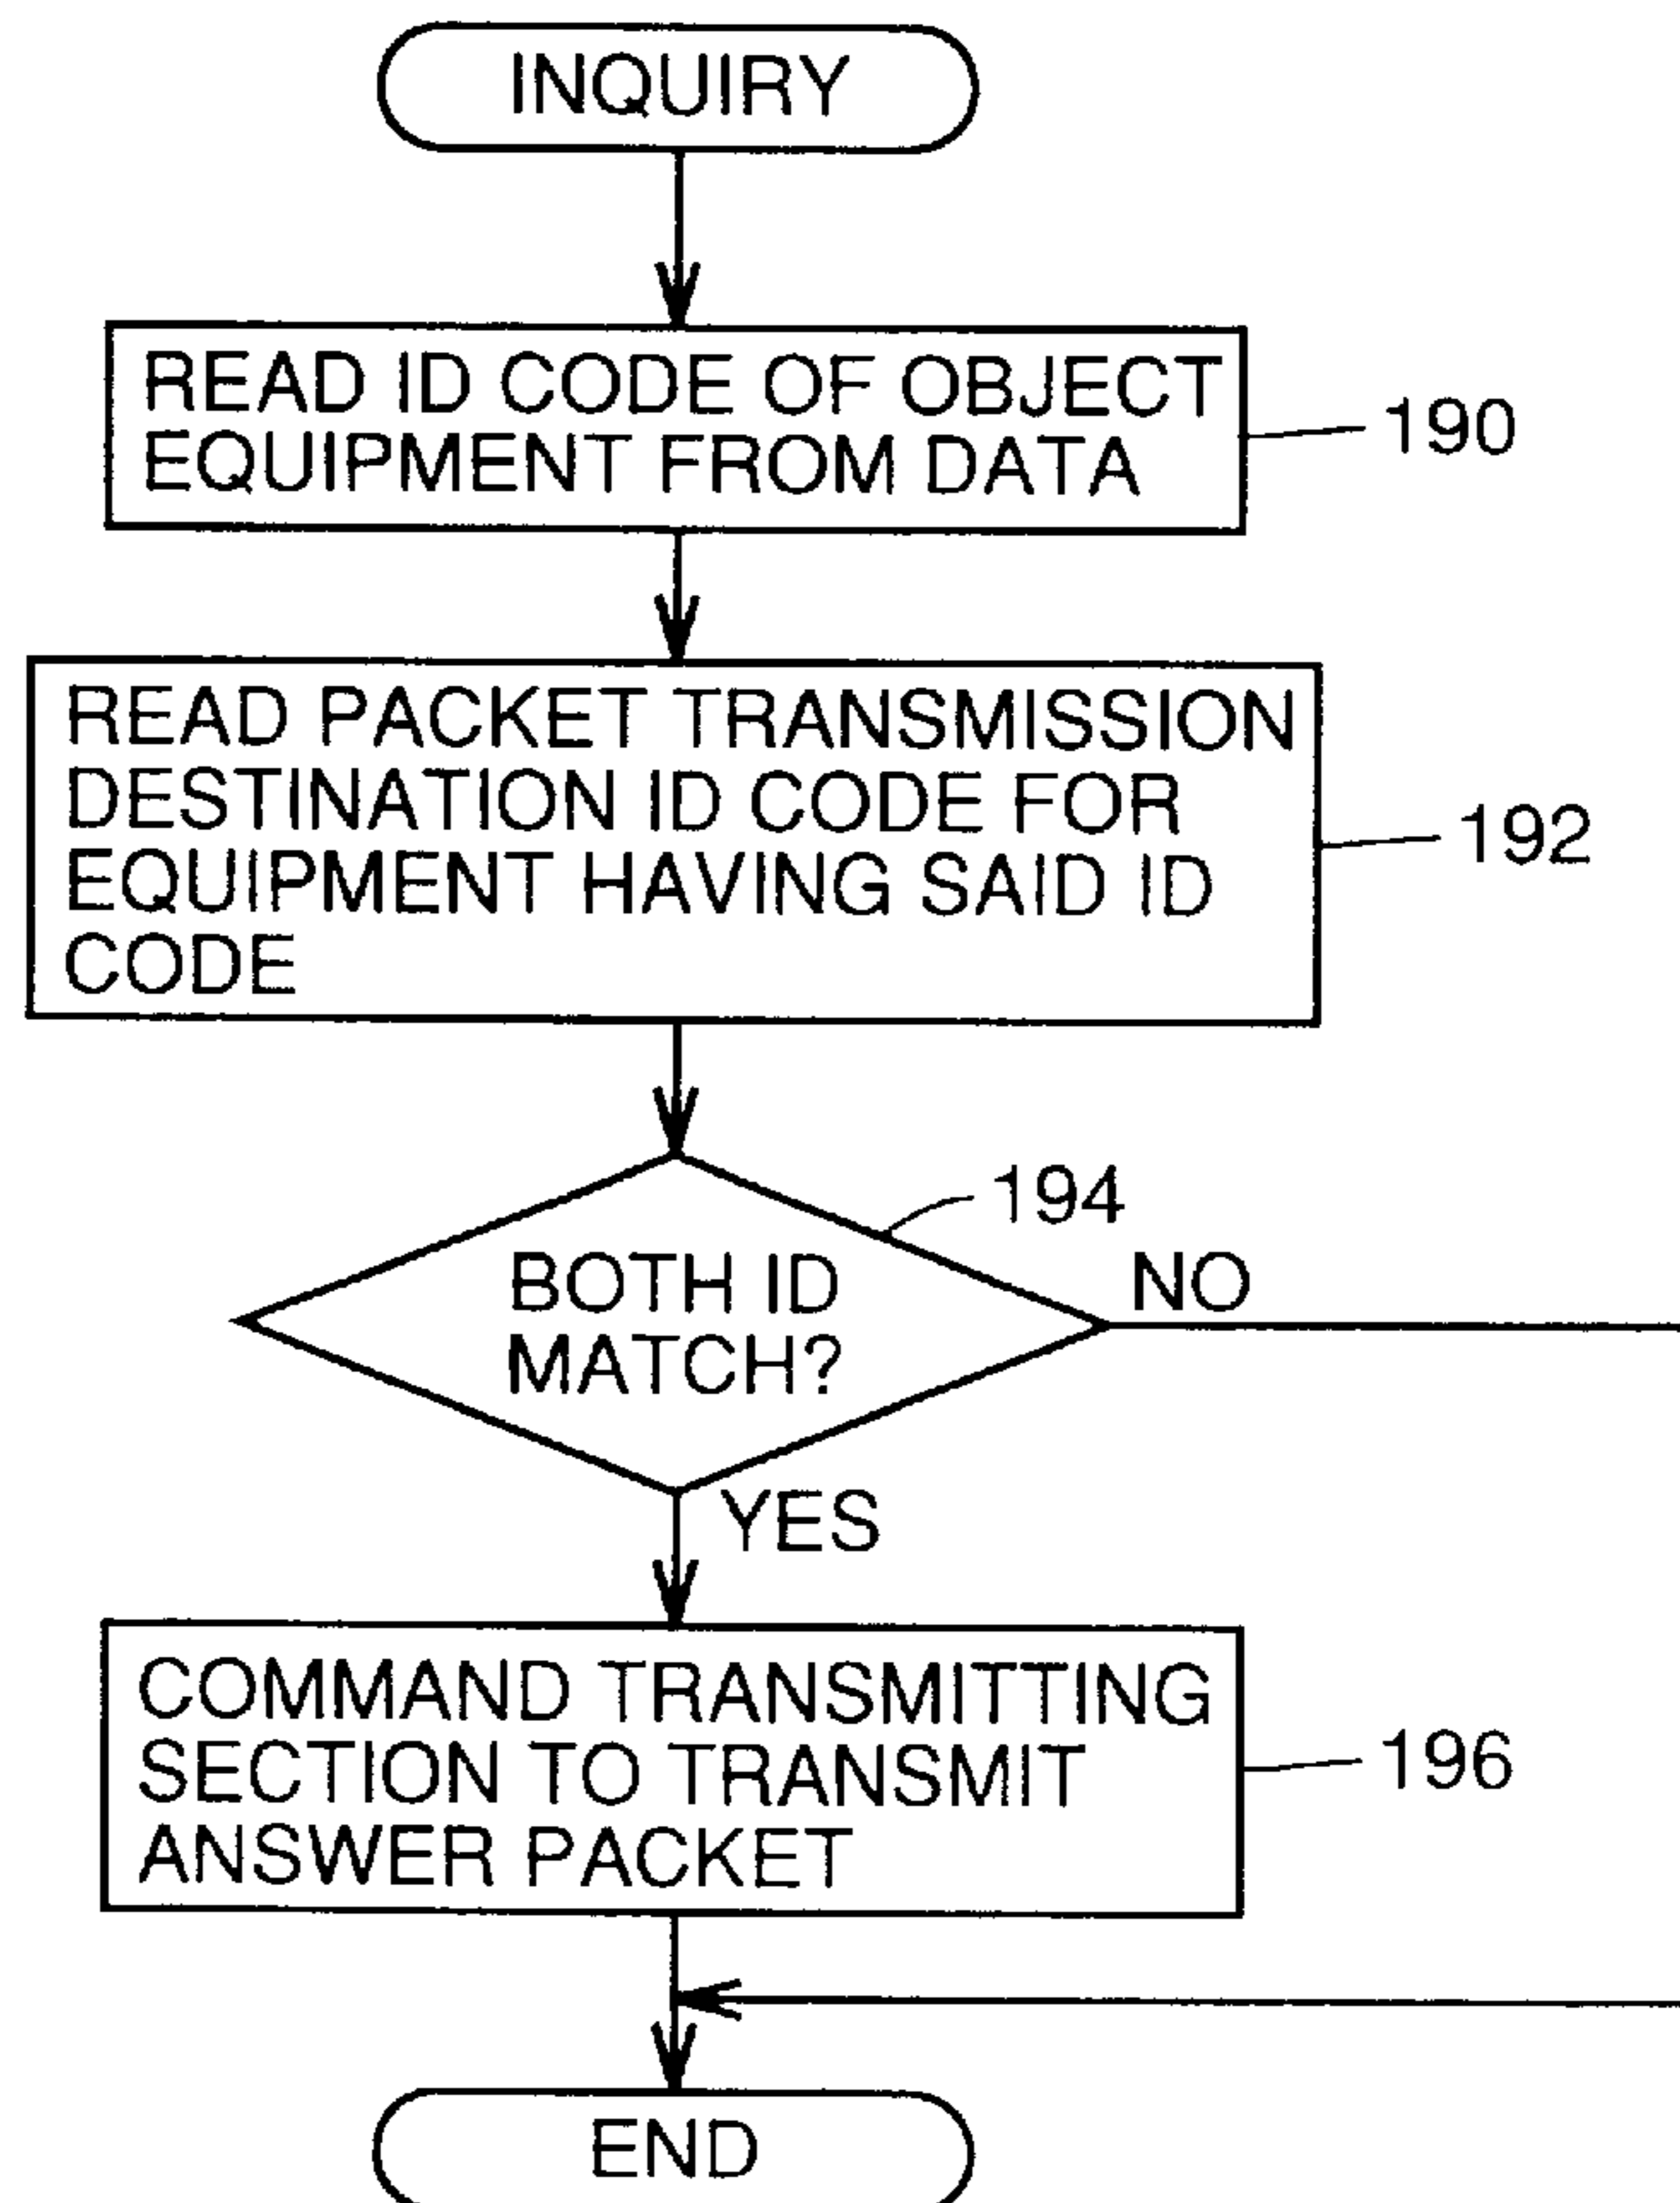 INQUIRY
READ ID CODE OF OBJECT
EQUIPMENT FROM DATA
190
READ PACKET TRANSMISSION
DESTINATION ID CODE FOR
EQUIPMENT HAVING SAID ID
CODE
192
194
BOTH ID
MATCH?
NO
YES
COMMAND TRANSMITTING
SECTION TO TRANSMIT
ANSWER PACKET
196
END